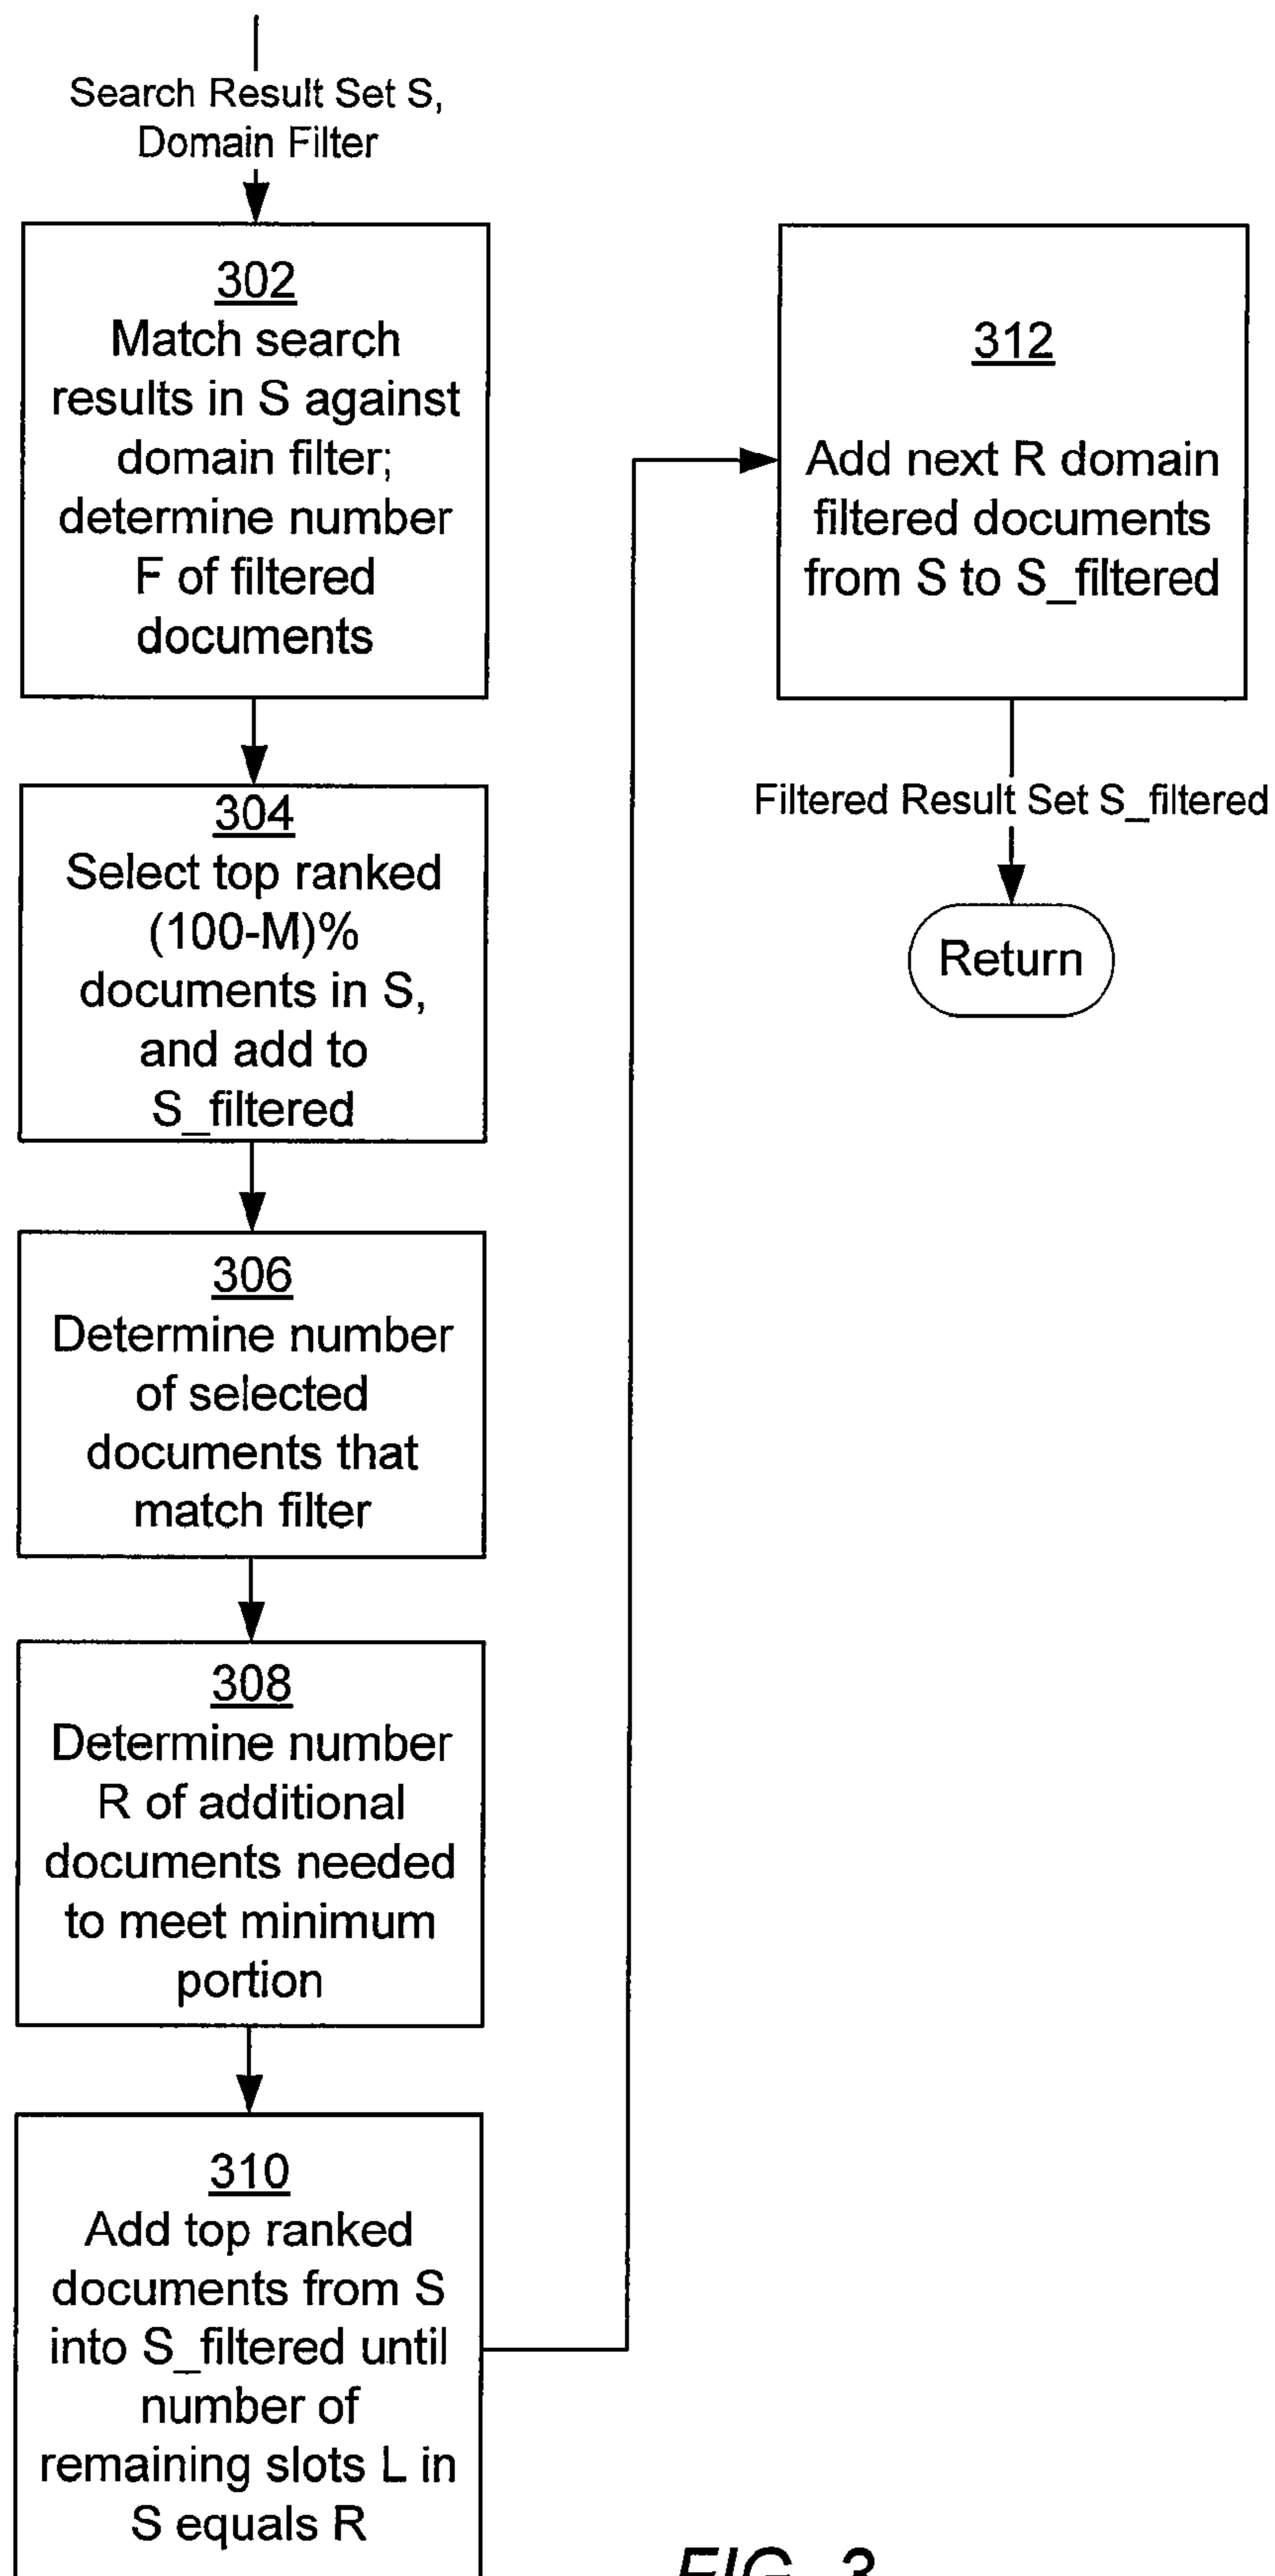 Search Result Set S,
Domain Filter
302
Match search
results in S against
domain filter;
determine number
F of filtered
documents
304
Select top ranked
(100-M)%
documents in S,
and add to
S_filtered
306
Determine number
of selected
documents that
match filter
308
Determine number
R of additional
documents needed
to meet minimum
portion
310
Add top ranked
documents from S
into S_filtered until
number of
remaining slots L in
S equals R
312
Add next R domain
filtered documents
from S to S_filtered
Filtered Result Set S_filtered
Return
FIG. 3